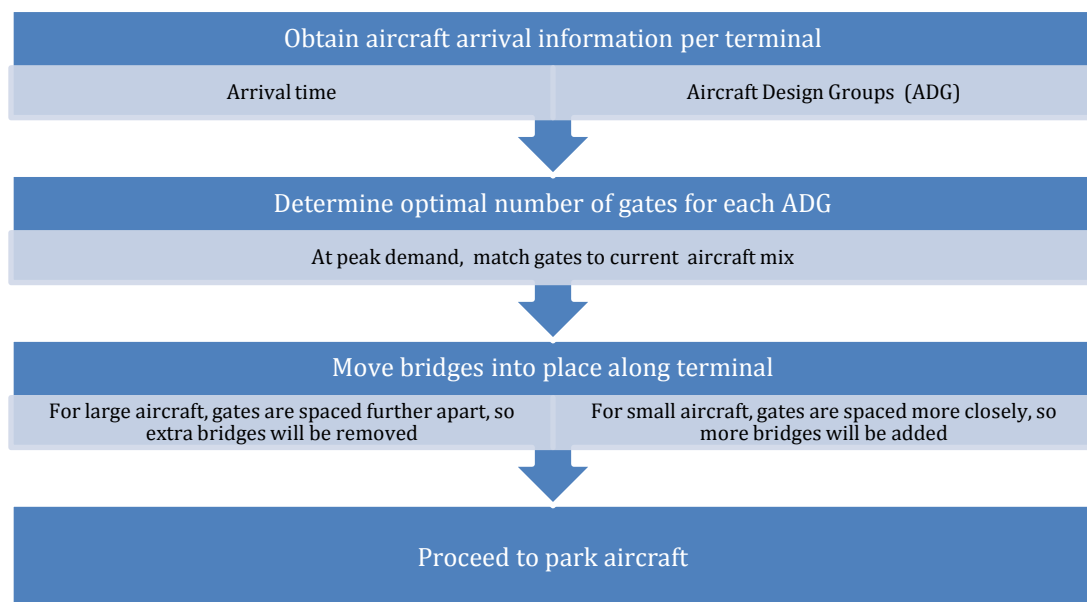 Obtain aircraft arrival information per terminal
Arrival time
Aircraft Design Groups (ADG)
Determine optimal number of gates for each ADG
At peak demand, match gates to current aircraft mix
Move bridges into place along terminal
For large aircraft, gates are spaced further apart, so
extra bridges will be removed
For small aircraft, gates are spaced more closely, so
more bridges will be added
Proceed to park aircraft